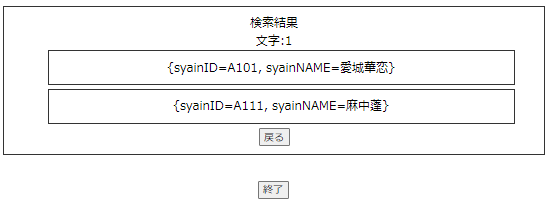 検索結果
文字:1
{syainID=A101, syainNAME=愛城華恋}
{syainID=A111, syainNAME=麻中蓬}
戻る
終了